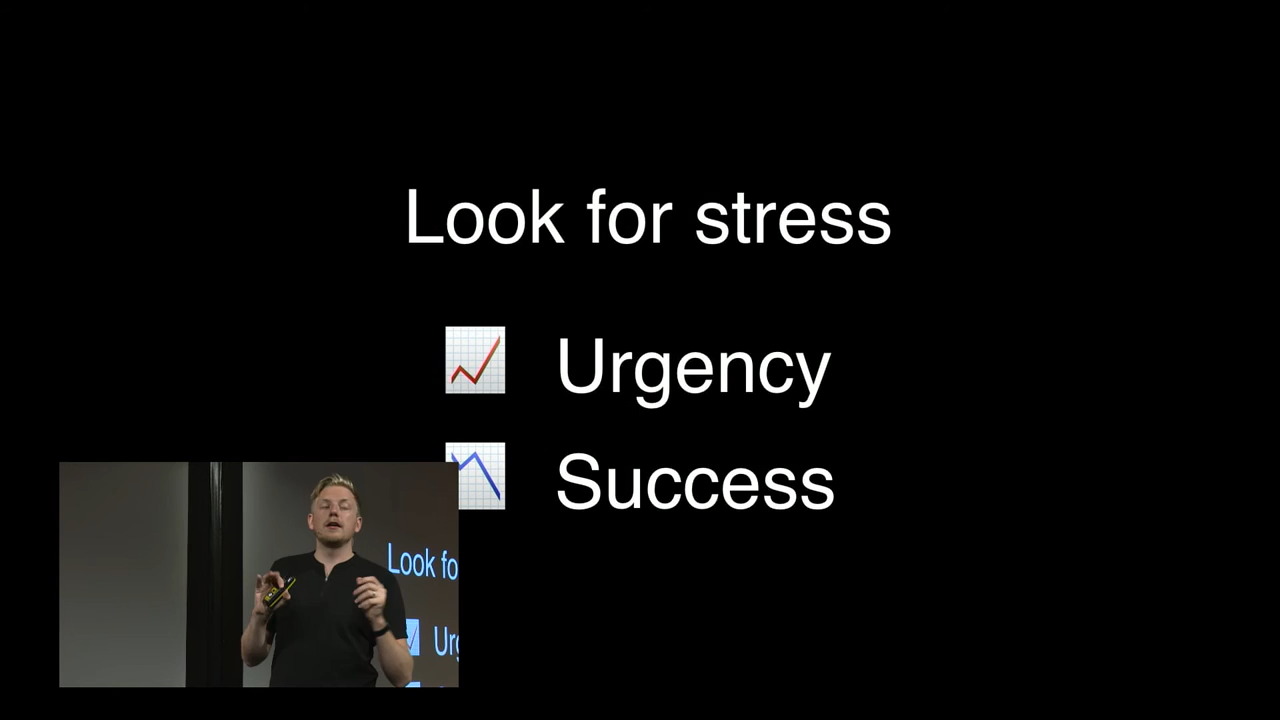 Look for stress
📈 Urgency
📉 Success
Look fo
Urg